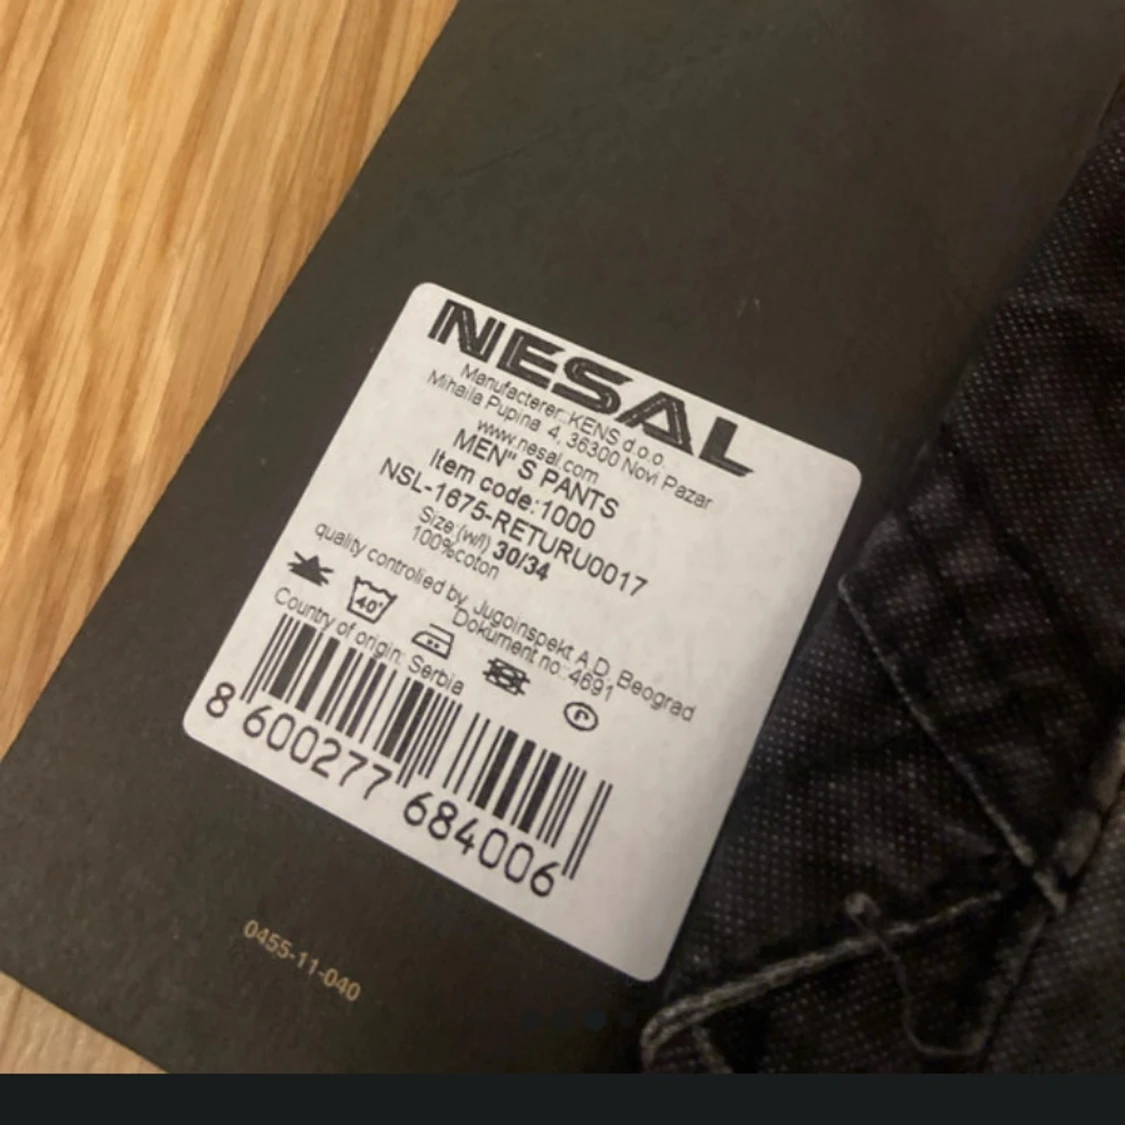 NESAL
Manufacterer:KENS d.o.o.
Mihaila Pupina 4, 36300 Novi Pazar
www.nesal.com
MEN" S PANTS
Item code:1000
NSL-1675-RETURU0017
Size:(w/l) 30/34
100%coton
quality controlled by Jugoinspekt A.D. Beograd
Dokument no: 4691
40°
P
Country of origin: Serbia
8 600277 684006
0455-11-040